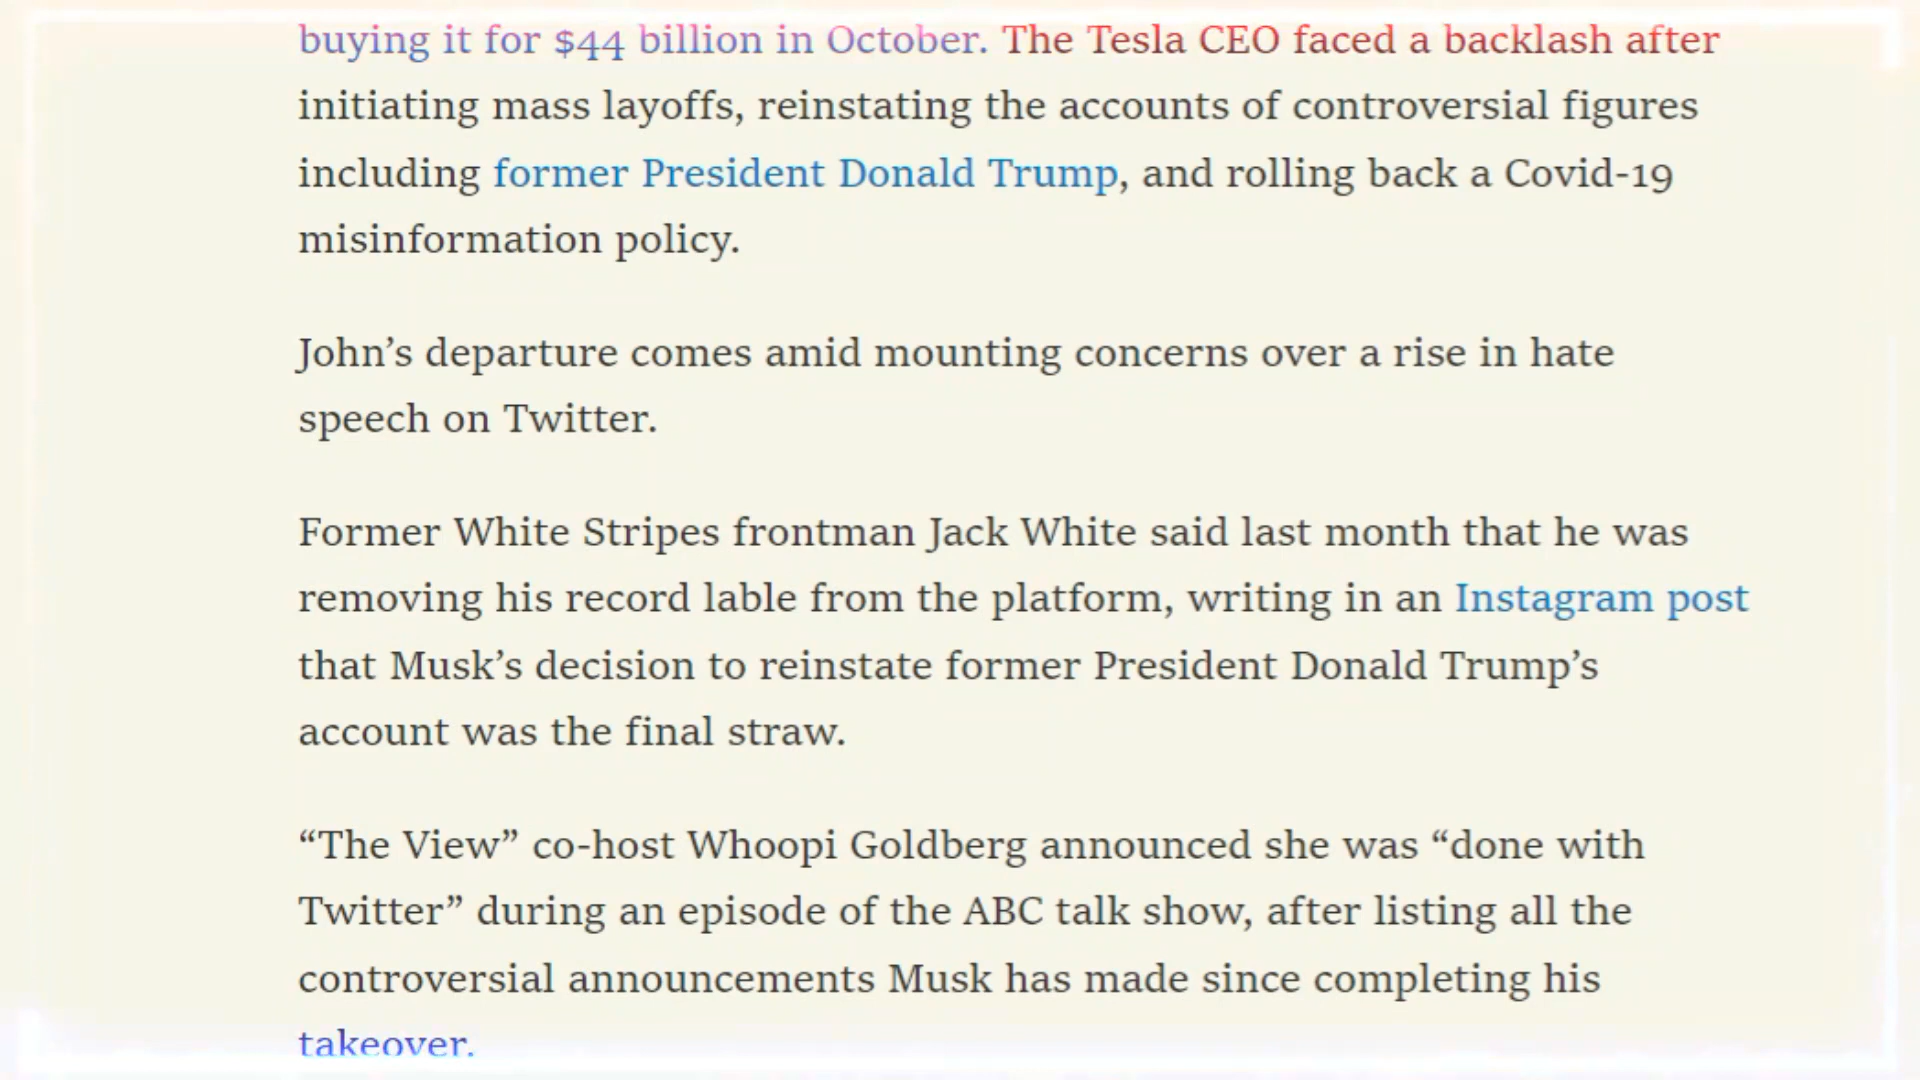 buying it for $44 billion in October. The Tesla CEO faced a backlash after
initiating mass layoffs, reinstating the accounts of controversial figures
including former President Donald Trump, and rolling back a Covid-19
misinformation policy.
John’s departure comes amid mounting concerns over a rise in hate
speech on Twitter.
Former White Stripes frontman Jack White said last month that he was
removing his record lable from the platform, writing in an Instagram post
that Musk’s decision to reinstate former President Donald Trump’s
account was the final straw.
“The View” co-host Whoopi Goldberg announced she was “done with
Twitter” during an episode of the ABC talk show, after listing all the
controversial announcements Musk has made since completing his
takeover.